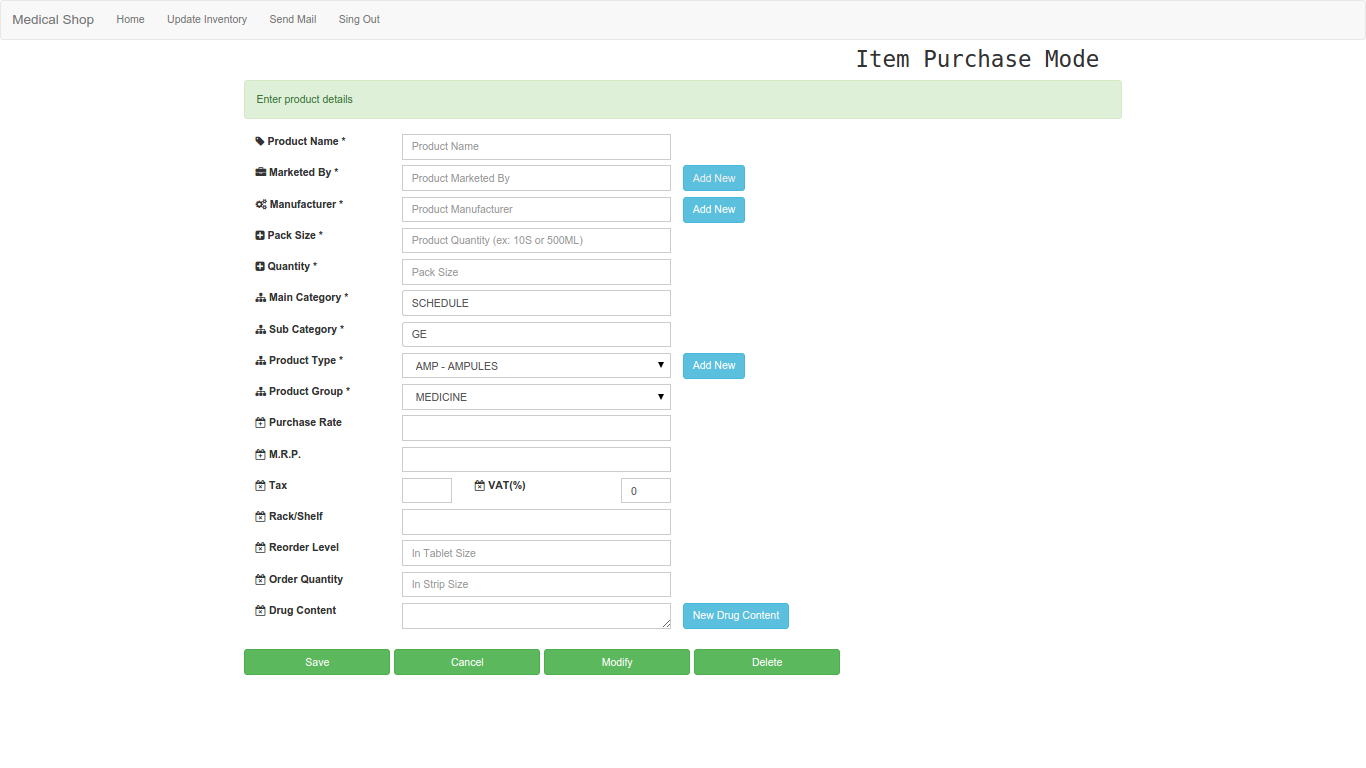 Medical Shop Home Update Inventory Send Mail Sing Out
Item Purchase Mode
Enter product details
Product Name * Product Name
Marketed By * Product Marketed By Add New
Manufacturer * Product Manufacturer Add New
Pack Size * Product Quantity (ex: 10S or 500ML)
Quantity * Pack Size
Main Category * SCHEDULE
Sub Category * GE
Product Type * AMP - AMPULES Add New
Product Group * MEDICINE
Purchase Rate
M.R.P.
Tax VAT(%) 0
Rack/Shelf
Reorder Level In Tablet Size
Order Quantity In Strip Size
Drug Content New Drug Content
Save Cancel Modify Delete